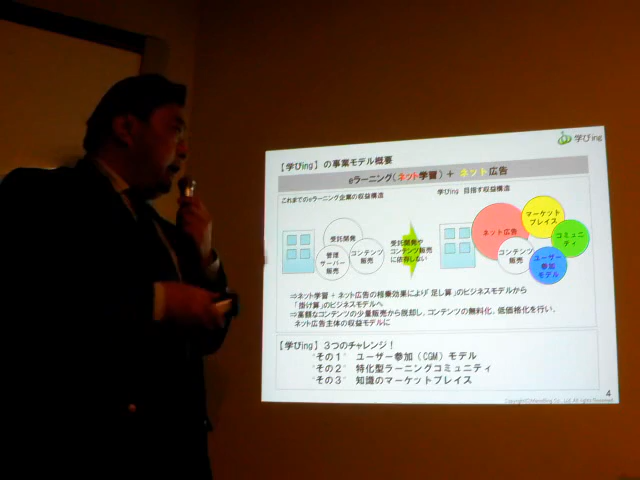 学びing
【学びing】の事業モデル概要
eラーニング(ネット学習) + ネット広告
これまでのeラーニング企業の収益構造
学びing 目指す収益構造
受託開発
管理
サーバー
販売
コンテンツ
販売
受託開発や
コンテンツ販売
に依存しない
ネット広告
マーケット
プレイス
コミュニ
ティ
コンテンツ
販売
ユーザー
参加
モデル
⇒ネット学習 + ネット広告の相乗効果により「足し算」のビジネスモデルから
「掛け算」のビジネスモデルへ
⇒高額なコンテンツの少量販売から脱却し、コンテンツの無料化、低価格化を行い、
ネット広告主体の収益モデルに
【学びing】3つのチャレンジ!
"その1" ユーザー参加(CGM)モデル
"その2" 特化型ラーニングコミュニティ
"その3" 知識のマーケットプレイス
4